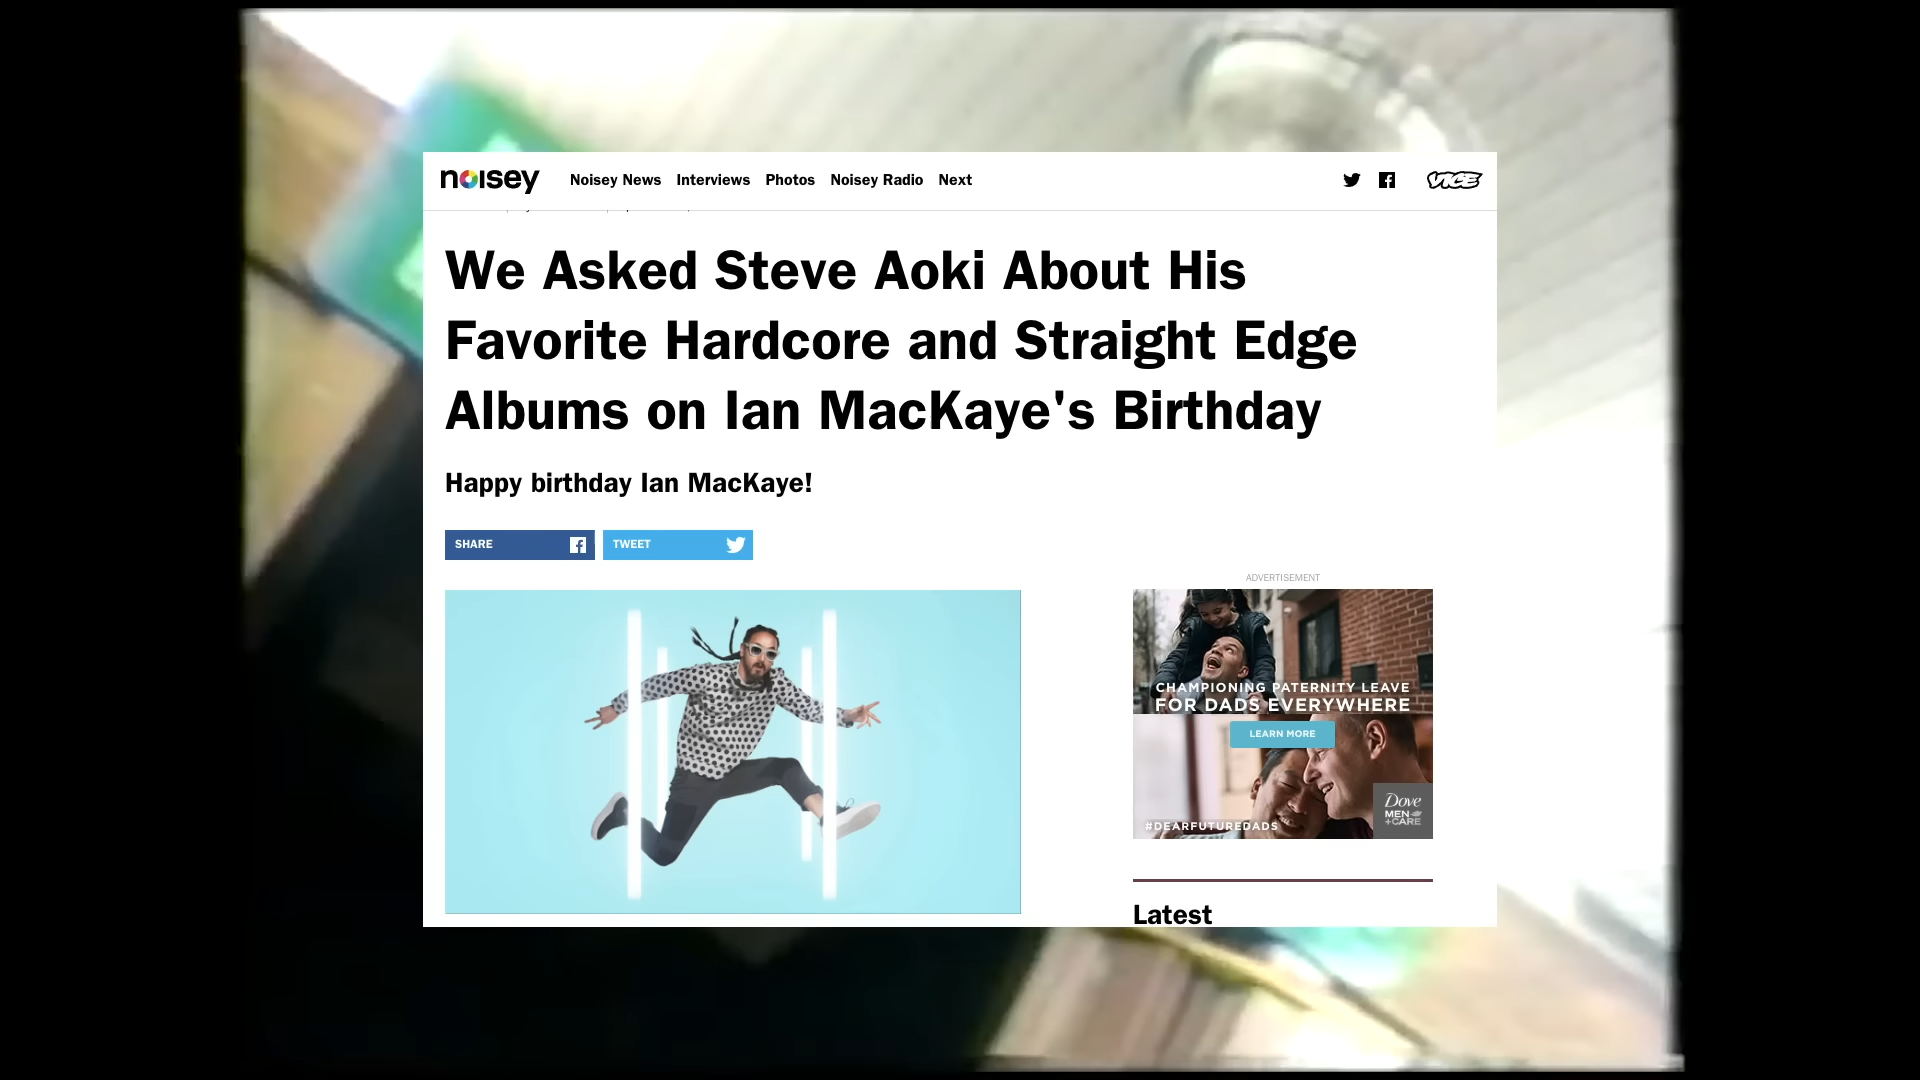 noisey
Noisey News Interviews Photos Noisey Radio Next
VICE
We Asked Steve Aoki About His
Favorite Hardcore and Straight Edge
Albums on Ian MacKaye's Birthday
Happy birthday Ian MacKaye!
SHARE
TWEET
ADVERTISEMENT
CHAMPIONING PATERNITY LEAVE
FOR DADS EVERYWHERE
LEARN MORE
Dove
MEN
+CARE
#DEARFUTUREDADS
Latest